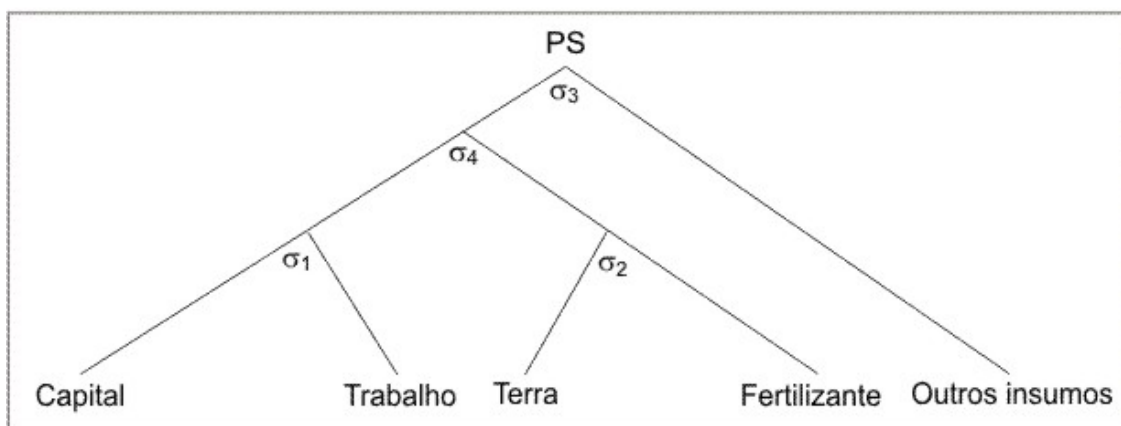 PS
σ₃
σ₄
σ₁
σ₂
Capital Trabalho Terra Fertilizante Outros insumos